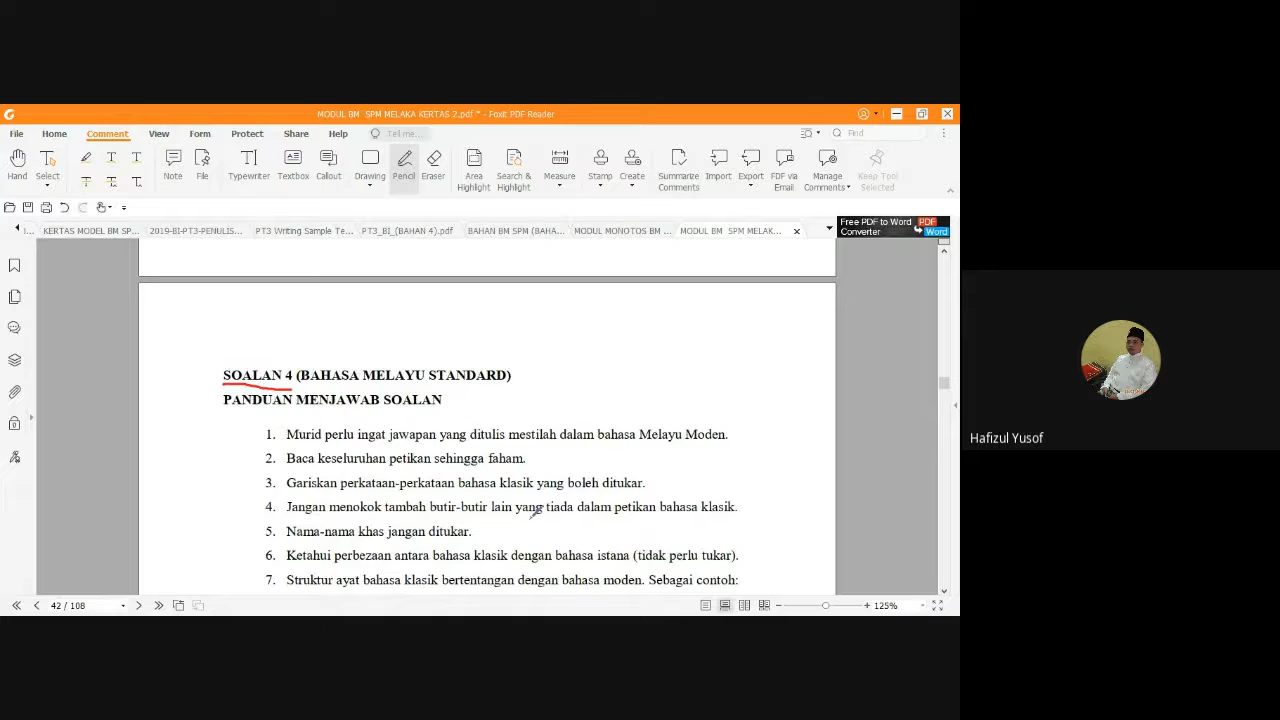 MODUL BM SPM MELAKA KERTAS 2.pdf * - Foxit PDF Reader
File Home Comment View Form Protect Share Help Tell me... Find
Hand Select Note File Typewriter Textbox Callout Drawing Pencil Eraser Area Highlight Search & Highlight Measure Stamp Create Summarize Comments Import Export FDF via Email Manage Comments Keep Tool Selected
KERTAS MODEL BM SP... 2019-BI-PT3-PENULIS... PT3 Writing Sample Te... PT3_BI_(BAHAN 4).pdf BAHAN BM SPM (BAHA... MODUL MONOTOS BM ... MODUL BM SPM MELAK...
Free PDF to Word Converter PDF Word
SOALAN 4 (BAHASA MELAYU STANDARD)
PANDUAN MENJAWAB SOALAN
1. Murid perlu ingat jawapan yang ditulis mestilah dalam bahasa Melayu Moden.
2. Baca keseluruhan petikan sehingga faham.
3. Gariskan perkataan-perkataan bahasa klasik yang boleh ditukar.
4. Jangan menokok tambah butir-butir lain yang tiada dalam petikan bahasa klasik.
5. Nama-nama khas jangan ditukar.
6. Ketahui perbezaan antara bahasa klasik dengan bahasa istana (tidak perlu tukar).
7. Struktur ayat bahasa klasik bertentangan dengan bahasa moden. Sebagai contoh:
42 / 108
125%
Hafizul Yusof